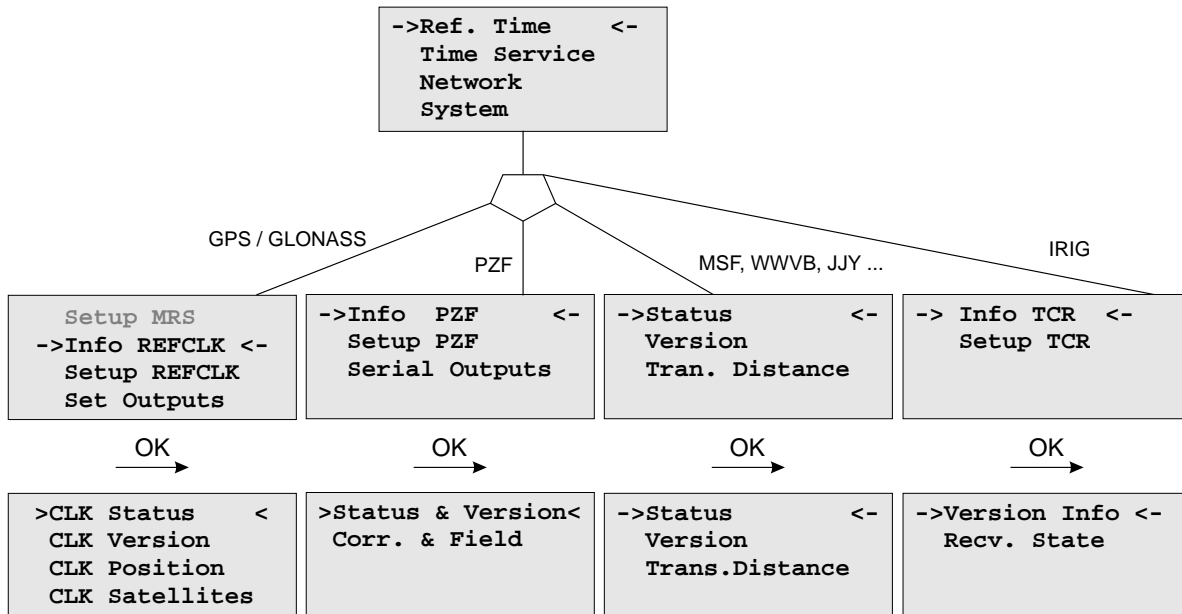 ->Ref. Time <-
Time Service
Network
System
GPS / GLONASS
PZF
MSF, WWVB, JJY ...
IRIG
Setup MRS
->Info REFCLK <-
Setup REFCLK
Set Outputs
->Info PZF <-
Setup PZF
Serial Outputs
->Status <-
Version
Tran. Distance
-> Info TCR <-
Setup TCR
OK
OK
OK
OK
>CLK Status <
CLK Version
CLK Position
CLK Satellites
>Status & Version<
Corr. & Field
->Status <-
Version
Trans.Distance
->Version Info <-
Recv. State